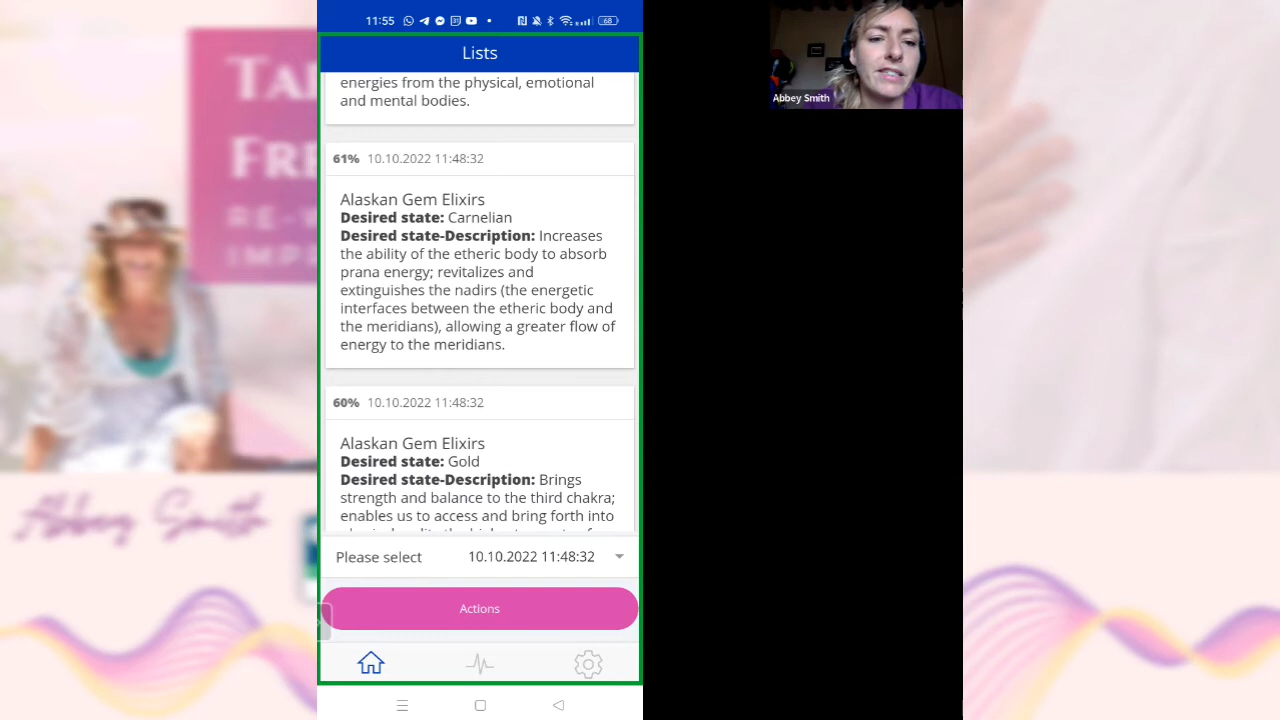 11:55
68
Lists
energies from the physical, emotional
and mental bodies.
61% 10.10.2022 11:48:32
Alaskan Gem Elixirs
Desired state: Carnelian
Desired state-Description: Increases
the ability of the etheric body to absorb
prana energy; revitalizes and
extinguishes the nadirs (the energetic
interfaces between the etheric body and
the meridians), allowing a greater flow of
energy to the meridians.
60% 10.10.2022 11:48:32
Alaskan Gem Elixirs
Desired state: Gold
Desired state-Description: Brings
strength and balance to the third chakra;
enables us to access and bring forth into
Please select 10.10.2022 11:48:32
Actions
Abbey Smith
Abbey Smith